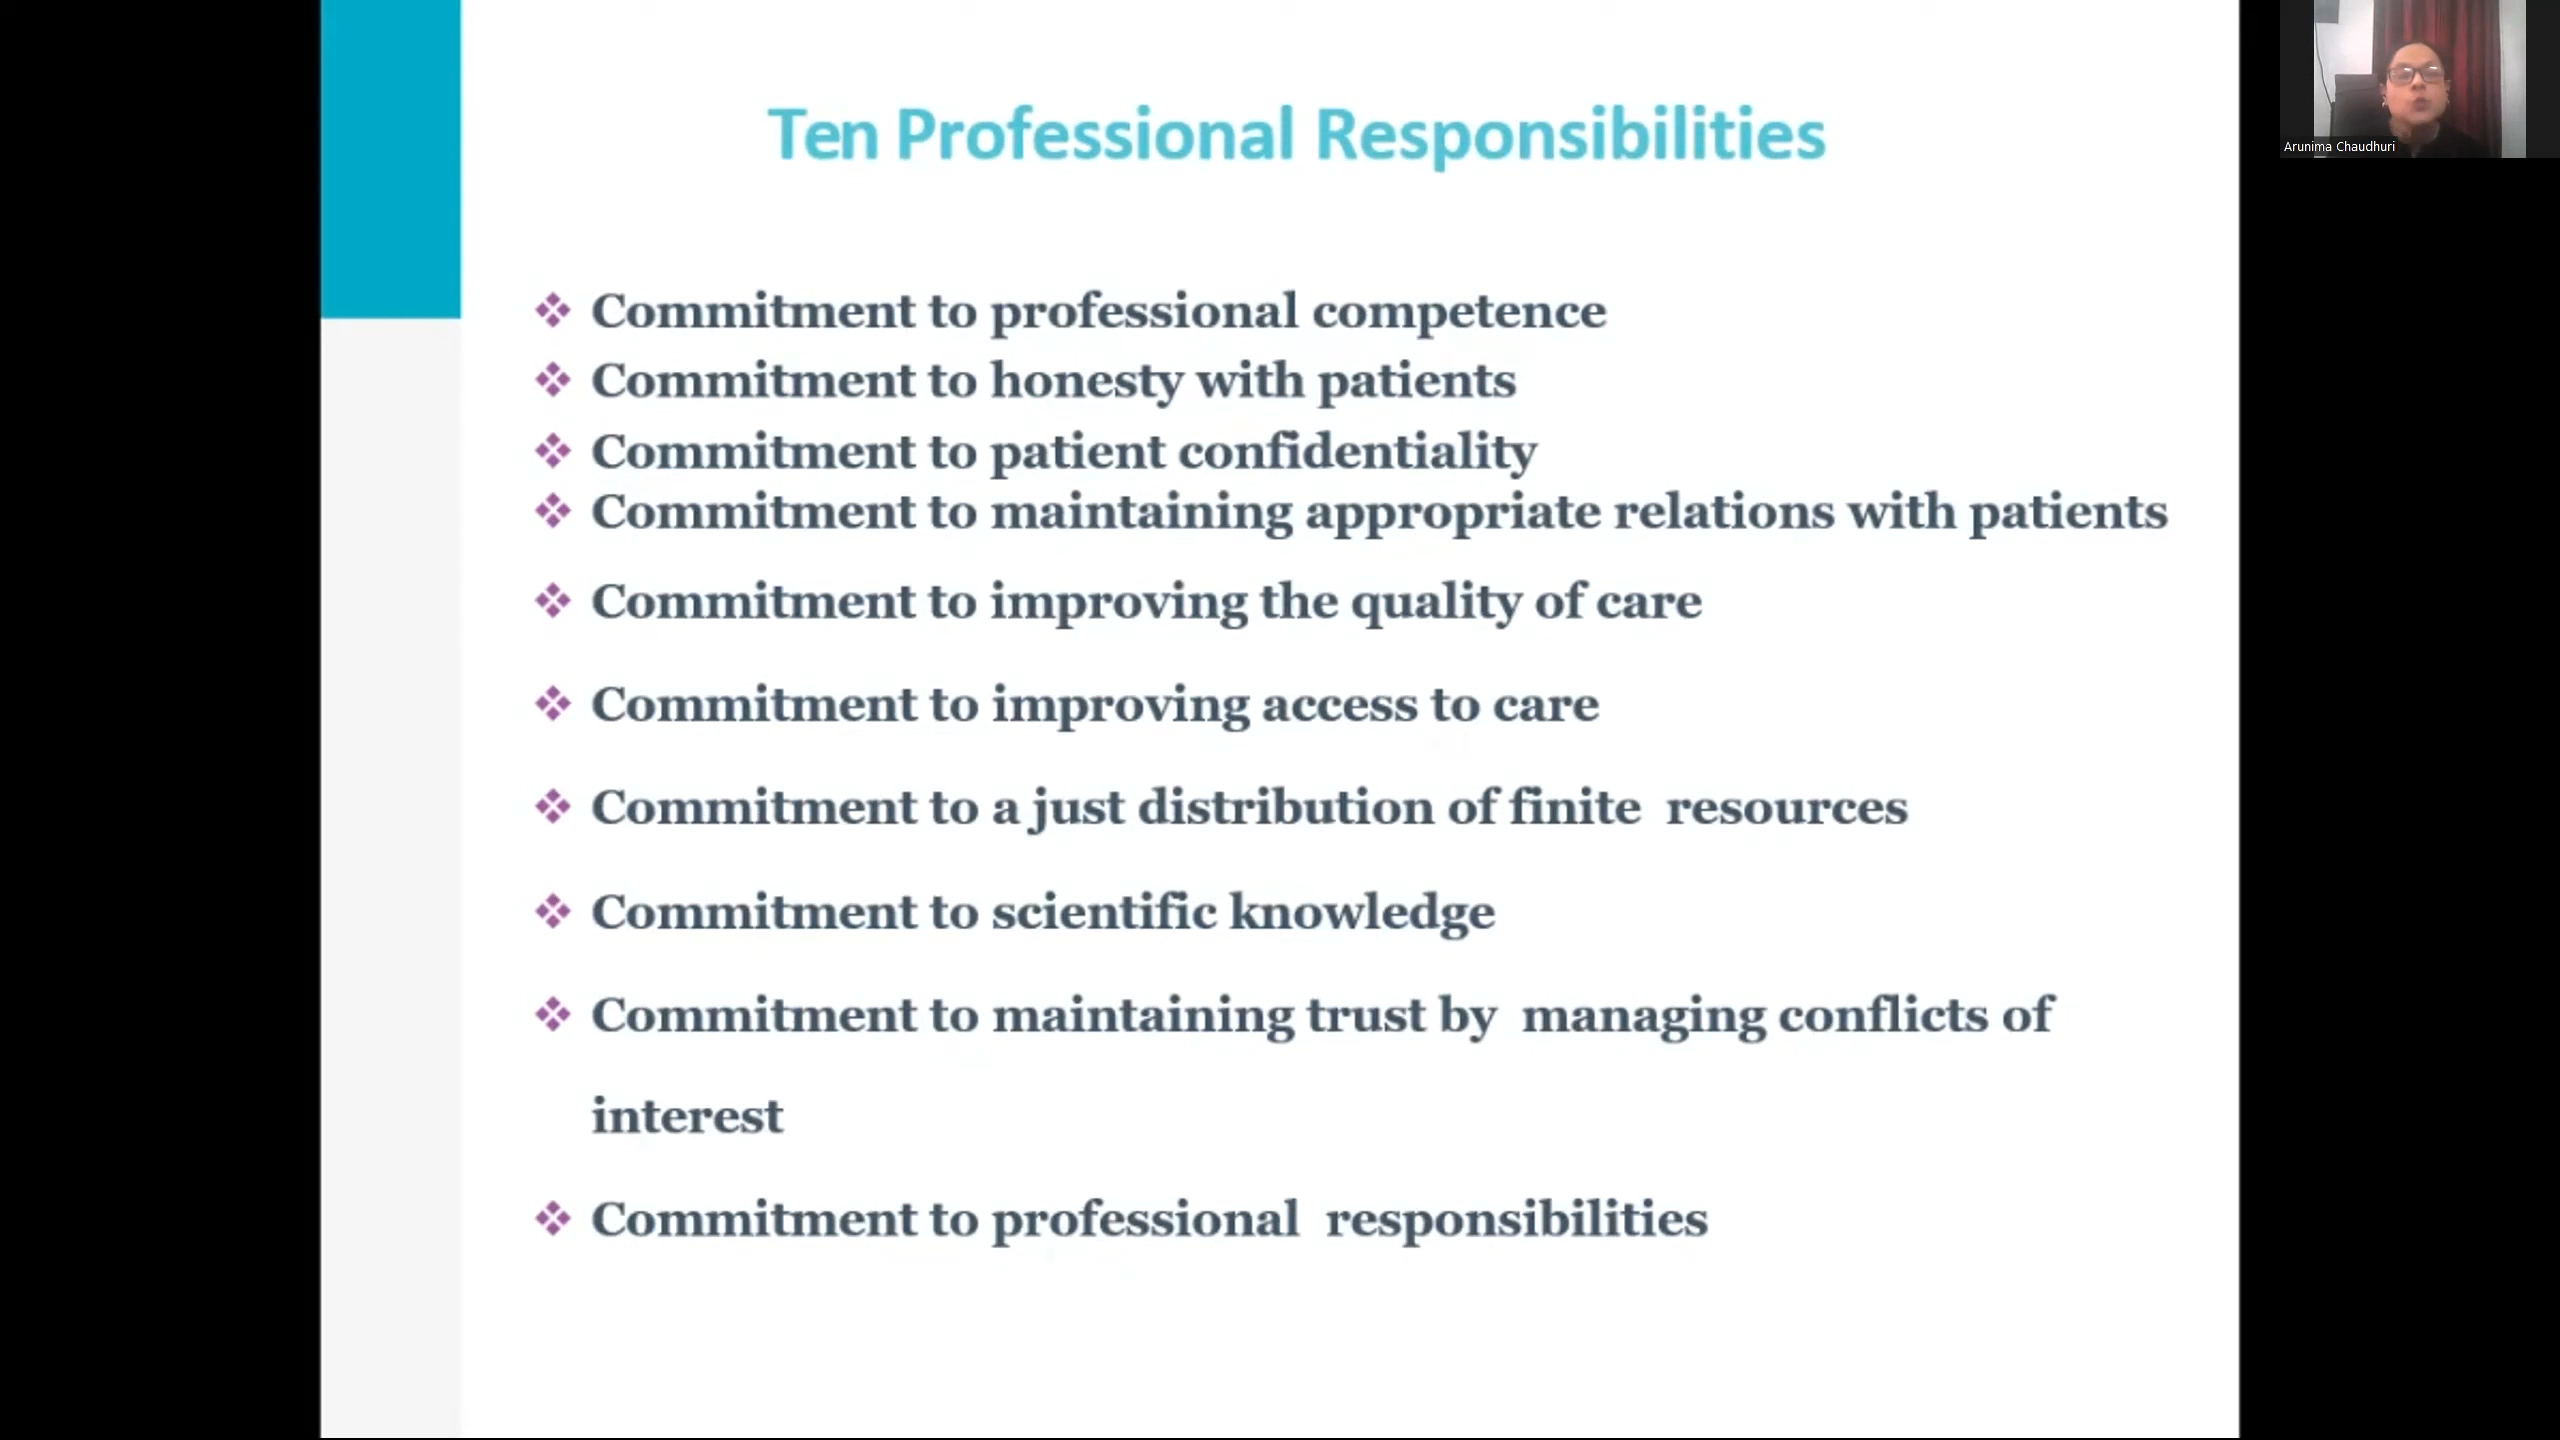 Ten Professional Responsibilities
Arunima Chaudhuri
Commitment to professional competence
Commitment to honesty with patients
Commitment to patient confidentiality
Commitment to maintaining appropriate relations with patients
Commitment to improving the quality of care
Commitment to improving access to care
Commitment to a just distribution of finite resources
Commitment to scientific knowledge
Commitment to maintaining trust by managing conflicts of
interest
Commitment to professional responsibilities